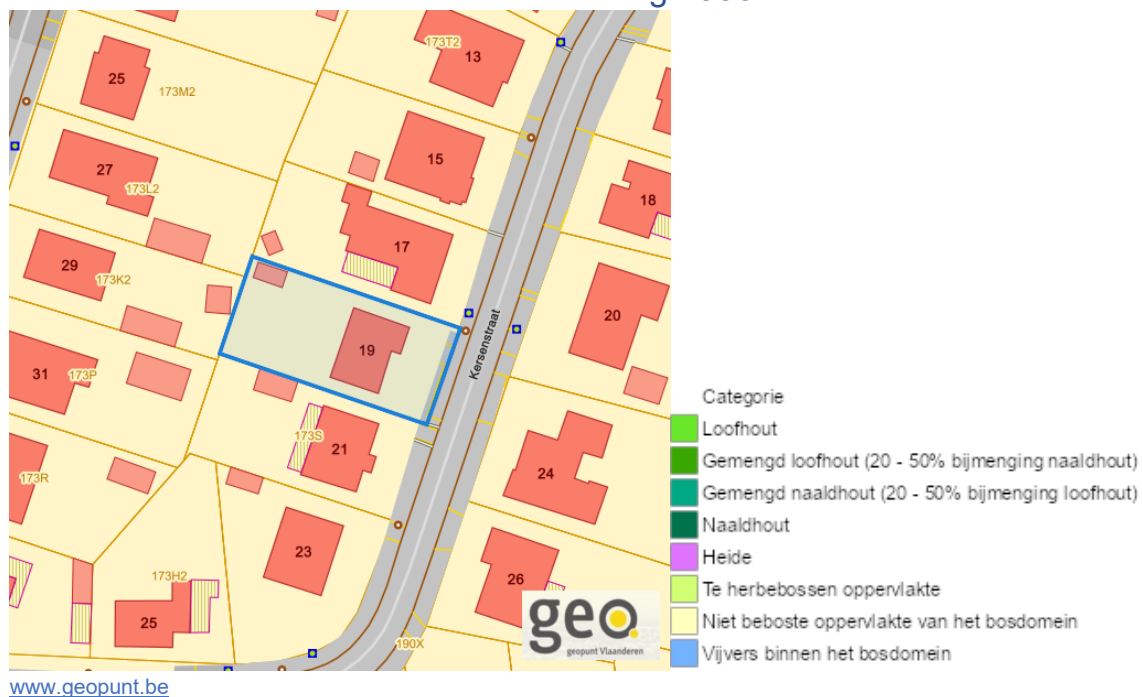 13
173T2
25
173M2
15
27
173L2
18
17
29
173K2
20
19
Kersenstraat
31
173P
173S
21
24
173R
23
26
173H2
25
190X
geo
geopunt Vlaanderen
Categorie
Loofhout
Gemengd loofhout (20 - 50% bijmenging naaldhout)
Gemengd naaldhout (20 - 50% bijmenging loofhout)
Naaldhout
Heide
Te herbebossen oppervlakte
Niet beboste oppervlakte van het bosdomein
Vijvers binnen het bosdomein
www.geopunt.be